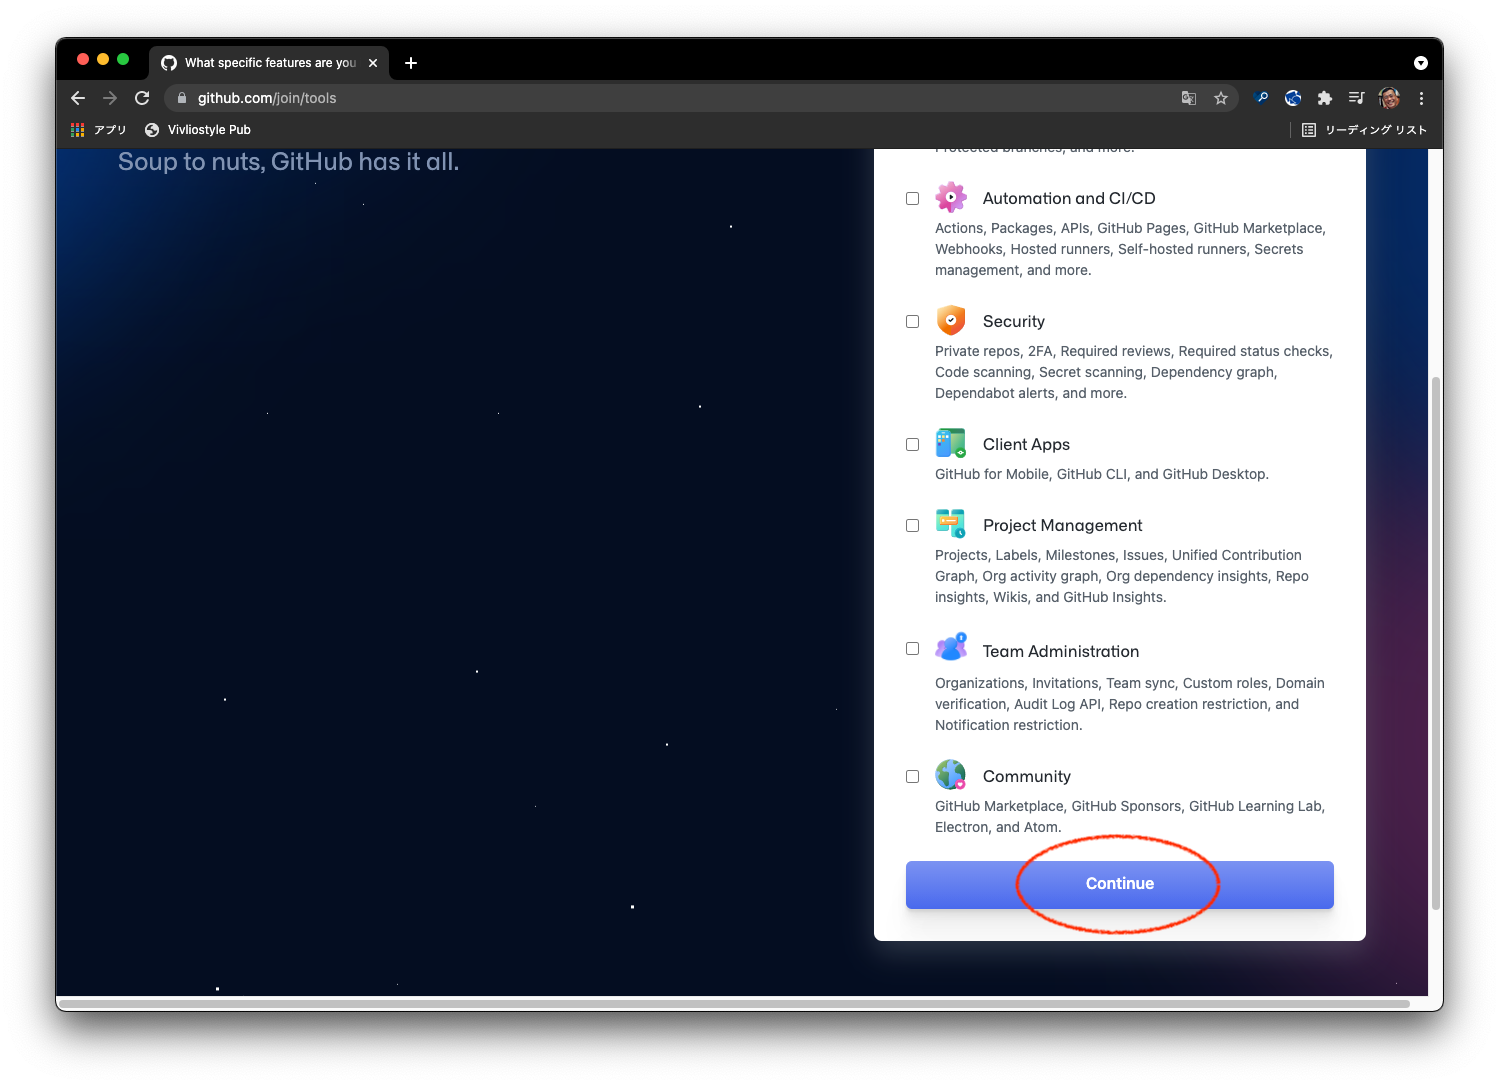 What specific features are you
github.com/join/tools
アプリ
Vivliostyle Pub
リーディング リスト
Soup to nuts, GitHub has it all.
Protected branches, and more.
Automation and CI/CD
Actions, Packages, APIs, GitHub Pages, GitHub Marketplace,
Webhooks, Hosted runners, Self-hosted runners, Secrets
management, and more.
Security
Private repos, 2FA, Required reviews, Required status checks,
Code scanning, Secret scanning, Dependency graph,
Dependabot alerts, and more.
Client Apps
GitHub for Mobile, GitHub CLI, and GitHub Desktop.
Project Management
Projects, Labels, Milestones, Issues, Unified Contribution
Graph, Org activity graph, Org dependency insights, Repo
insights, Wikis, and GitHub Insights.
Team Administration
Organizations, Invitations, Team sync, Custom roles, Domain
verification, Audit Log API, Repo creation restriction, and
Notification restriction.
Community
GitHub Marketplace, GitHub Sponsors, GitHub Learning Lab,
Electron, and Atom.
Continue